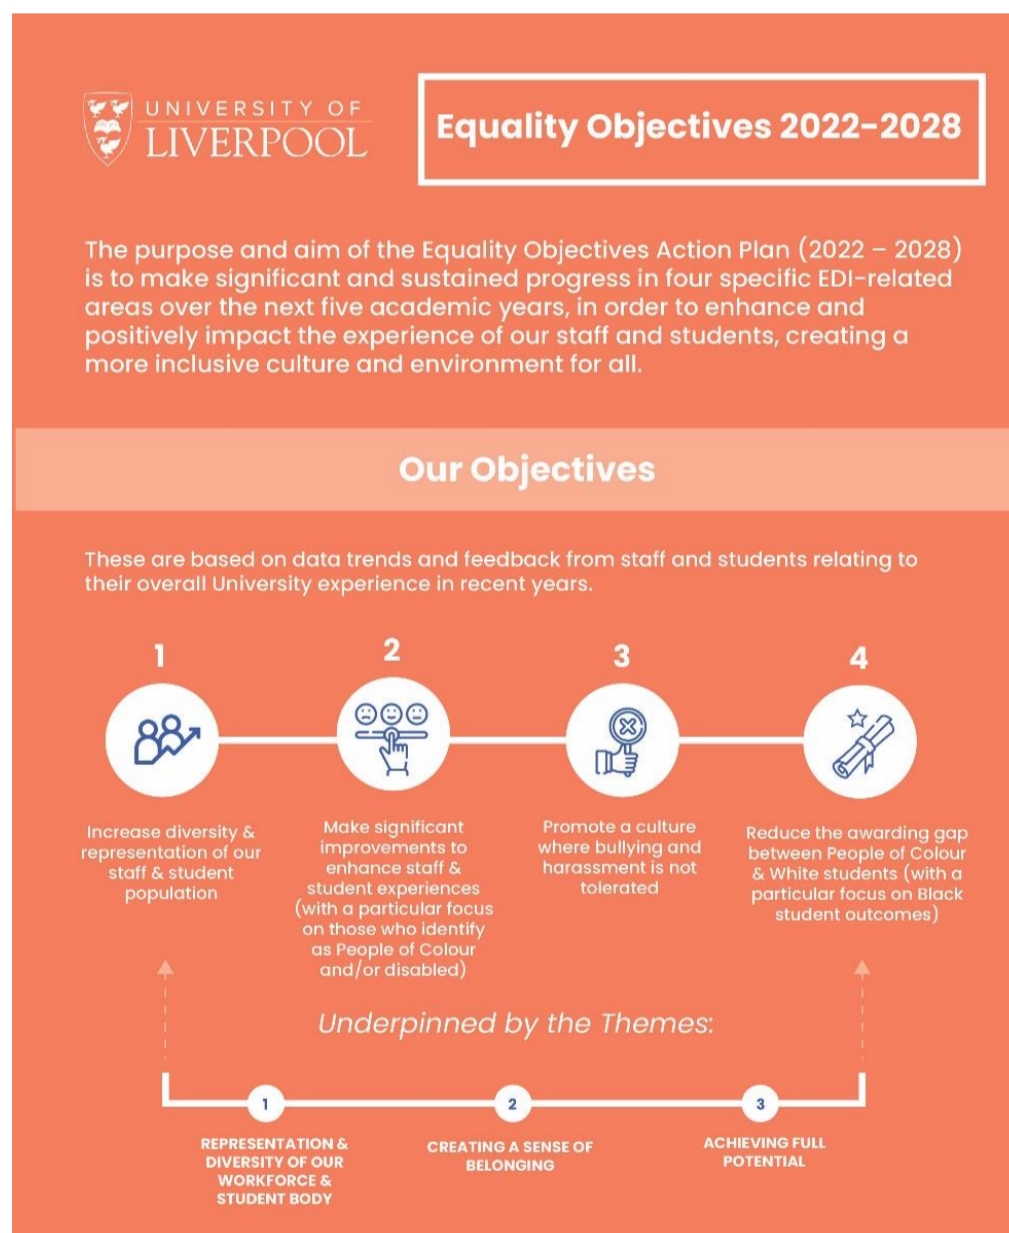 UNIVERSITY OF
LIVERPOOL
Equality Objectives 2022-2028
The purpose and aim of the Equality Objectives Action Plan (2022 – 2028)
is to make significant and sustained progress in four specific EDI-related
areas over the next five academic years, in order to enhance and
positively impact the experience of our staff and students, creating a
more inclusive culture and environment for all.
Our Objectives
These are based on data trends and feedback from staff and students relating to
their overall University experience in recent years.
1
Increase diversity &
representation of our
staff & student
population
2
Make significant
improvements to
enhance staff &
student experiences
(with a particular focus
on those who identify
as People of Colour
and/or disabled)
3
Promote a culture
where bullying and
harassment is not
tolerated
4
Reduce the awarding gap
between People of Colour
& White students (with a
particular focus on Black
student outcomes)
Underpinned by the Themes:
1
REPRESENTATION &
DIVERSITY OF OUR
WORKFORCE &
STUDENT BODY
2
CREATING A SENSE OF
BELONGING
3
ACHIEVING FULL
POTENTIAL